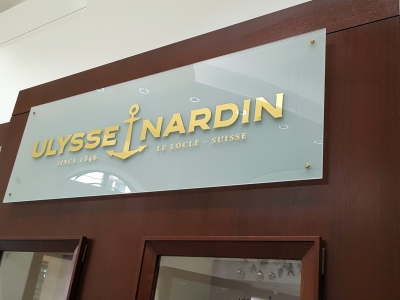 ULYSSE NARDIN
SINCE 1846 LE LOCLE - SUISSE